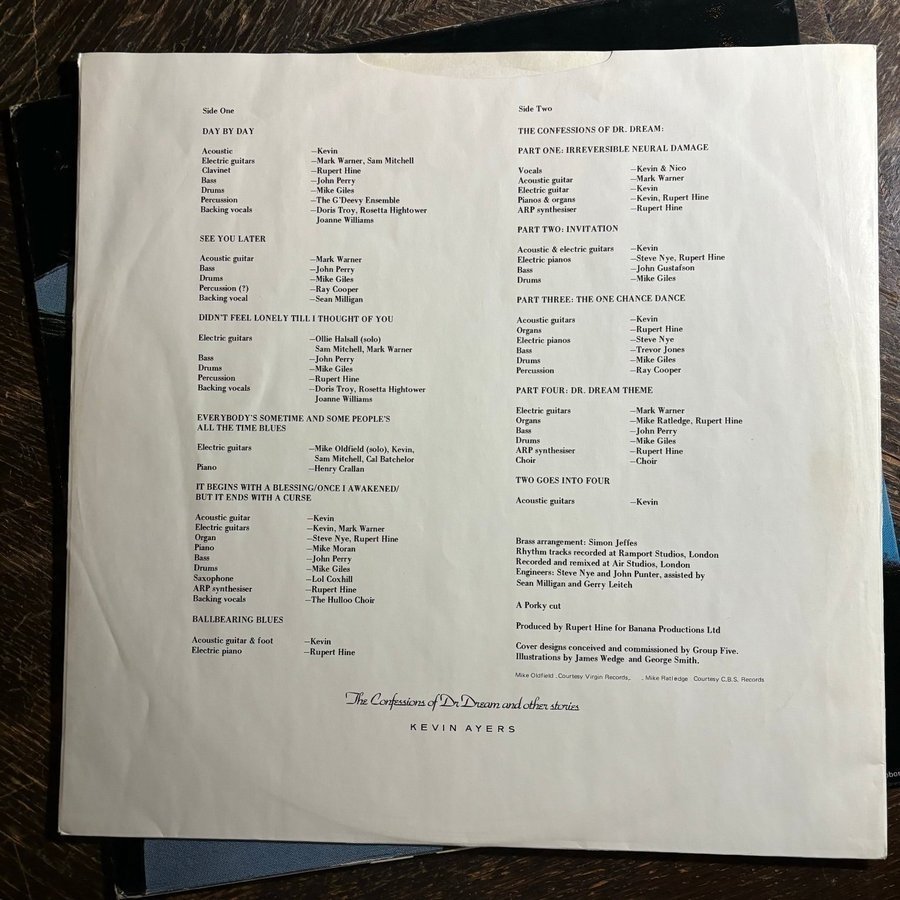 Side One
DAY BY DAY
Acoustic —Kevin
Electric guitars —Mark Warner, Sam Mitchell
Clavinet —Rupert Hine
Bass —John Perry
Drums —Mike Giles
Percussion —The G'Deevy Ensemble
Backing vocals —Doris Troy, Rosetta Hightower
Joanne Williams
SEE YOU LATER
Acoustic guitar —Mark Warner
Bass —John Perry
Drums —Mike Giles
Percussion (?) —Ray Cooper
Backing vocal —Sean Milligan
DIDN'T FEEL LONELY TILL I THOUGHT OF YOU
Electric guitars —Ollie Halsall (solo)
Sam Mitchell, Mark Warner
Bass —John Perry
Drums —Mike Giles
Percussion —Rupert Hine
Backing vocals —Doris Troy, Rosetta Hightower
Joanne Williams
EVERYBODY'S SOMETIME AND SOME PEOPLE'S
ALL THE TIME BLUES
Electric guitars —Mike Oldfield (solo), Kevin,
Sam Mitchell, Cal Batchelor
Piano —Henry Crallan
IT BEGINS WITH A BLESSING/ONCE I AWAKENED/
BUT IT ENDS WITH A CURSE
Acoustic guitar —Kevin
Electric guitars —Kevin, Mark Warner
Organ —Steve Nye, Rupert Hine
Piano —Mike Moran
Bass —John Perry
Drums —Mike Giles
Saxophone —Lol Coxhill
ARP synthesiser —Rupert Hine
Backing vocals —The Hulloo Choir
BALLBEARING BLUES
Acoustic guitar & foot —Kevin
Electric piano —Rupert Hine
Side Two
THE CONFESSIONS OF DR. DREAM:
PART ONE: IRREVERSIBLE NEURAL DAMAGE
Vocals —Kevin & Nico
Acoustic guitar —Mark Warner
Electric guitar —Kevin
Pianos & organs —Kevin, Rupert Hine
ARP synthesiser —Rupert Hine
PART TWO: INVITATION
Acoustic & electric guitars —Kevin
Electric pianos —Steve Nye, Rupert Hine
Bass —John Gustafson
Drums —Mike Giles
PART THREE: THE ONE CHANCE DANCE
Acoustic guitars —Kevin
Organs —Rupert Hine
Electric pianos —Steve Nye
Bass —Trevor Jones
Drums —Mike Giles
Percussion —Ray Cooper
PART FOUR: DR. DREAM THEME
Electric guitars —Mark Warner
Organs —Mike Ratledge, Rupert Hine
Bass —John Perry
Drums —Mike Giles
ARP synthesiser —Rupert Hine
Choir —Choir
TWO GOES INTO FOUR
Acoustic guitars —Kevin
Brass arrangement: Simon Jeffes
Rhythm tracks recorded at Ramport Studios, London
Recorded and remixed at Air Studios, London
Engineers: Steve Nye and John Punter, assisted by
Sean Milligan and Gerry Leitch
A Porky cut
Produced by Rupert Hine for Banana Productions Ltd
Cover designs conceived and commissioned by Group Five.
Illustrations by James Wedge and George Smith.
Mike Oldfield . Courtesy Virgin Records, . Mike Ratledge . Courtesy C.B.S. Records
The Confessions of Dr Dream and other stories
KEVIN AYERS